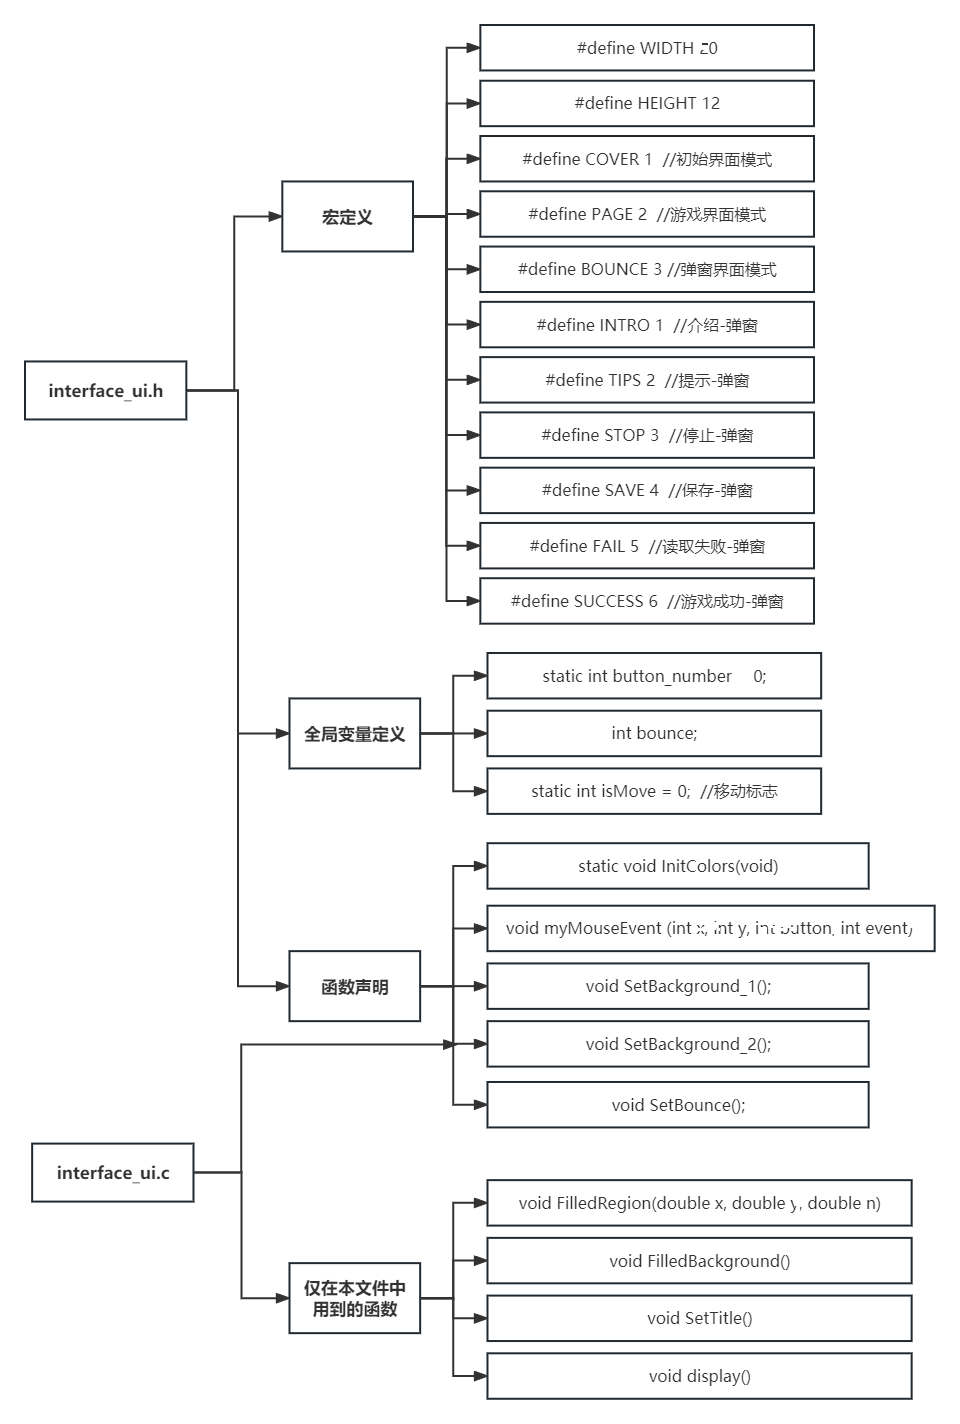 #define WIDTH
#define HEIGHT 12
#define COVER 1 //初始界面模式
宏定义
#define PAGE 2 //游戏界面模式
#define BOUNCE 3 //弹窗界面模式
#define INTRO 1 //介绍-弹窗
interface_ui.h
#define TIPS 2 //提示-弹窗
#define STOP 3 //停止-弹窗
#define SAVE 4 //保存-弹窗
#define FAIL 5 //读取失败-弹窗
#define SUCCESS 6 //游戏成功-弹窗
static int button_number 0;
全局变量定义
int bounce;
static int isMove = 0; //移动标志
static void InitColors(void)
void myMouseEvent (int x, int y, int button, int event)
函数声明
void SetBackground_1();
void SetBackground_2();
void SetBounce();
interface_ui.c
void FilledRegion(double x, double y, double n)
void FilledBackground()
仅在本文件中
用到的函数
void SetTitle()
void display()